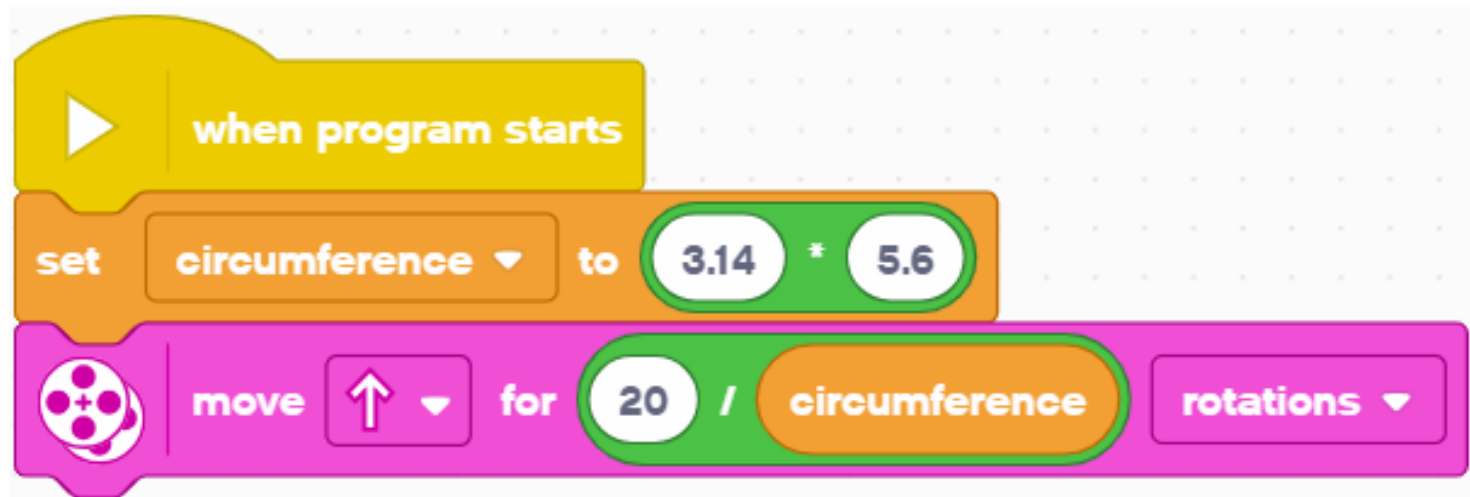 when program starts
set circumference to 3.14 * 5.6
move for 20 / circumference rotations